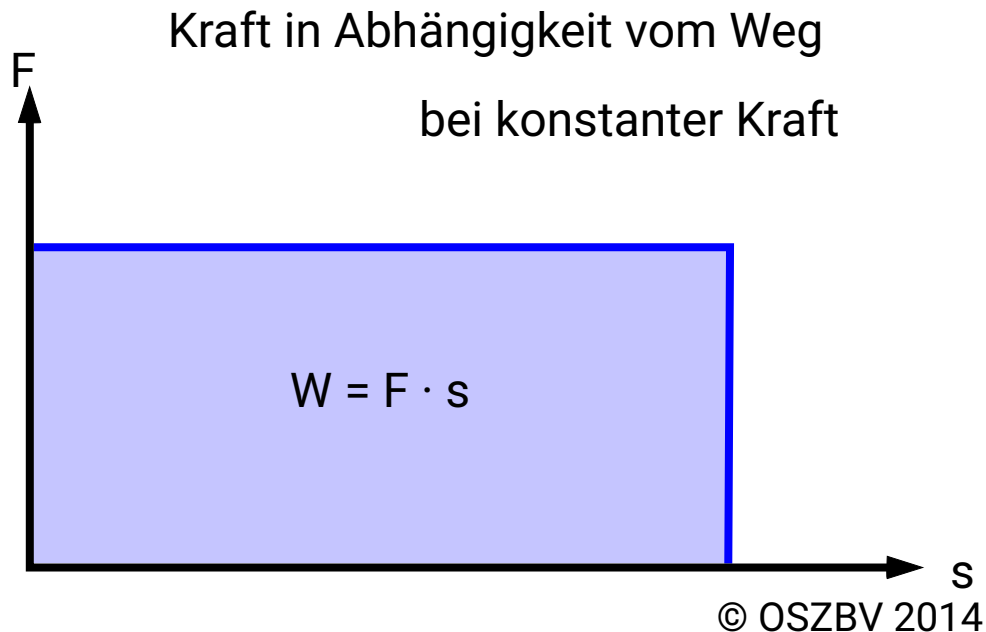 Kraft in Abhängigkeit vom Weg
F
bei konstanter Kraft
W = F · s
s
© OSZBV 2014